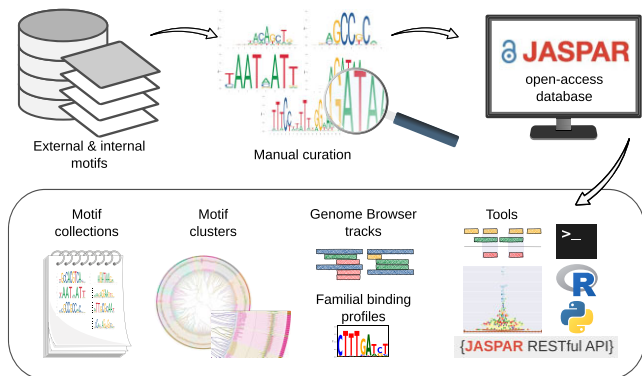 External & internal
motifs
Manual curation
JASPAR
open-access
database
Motif
collections
Motif
clusters
Genome Browser
tracks
Familial binding
profiles
Tools
>_
R
{JASPAR RESTful API}